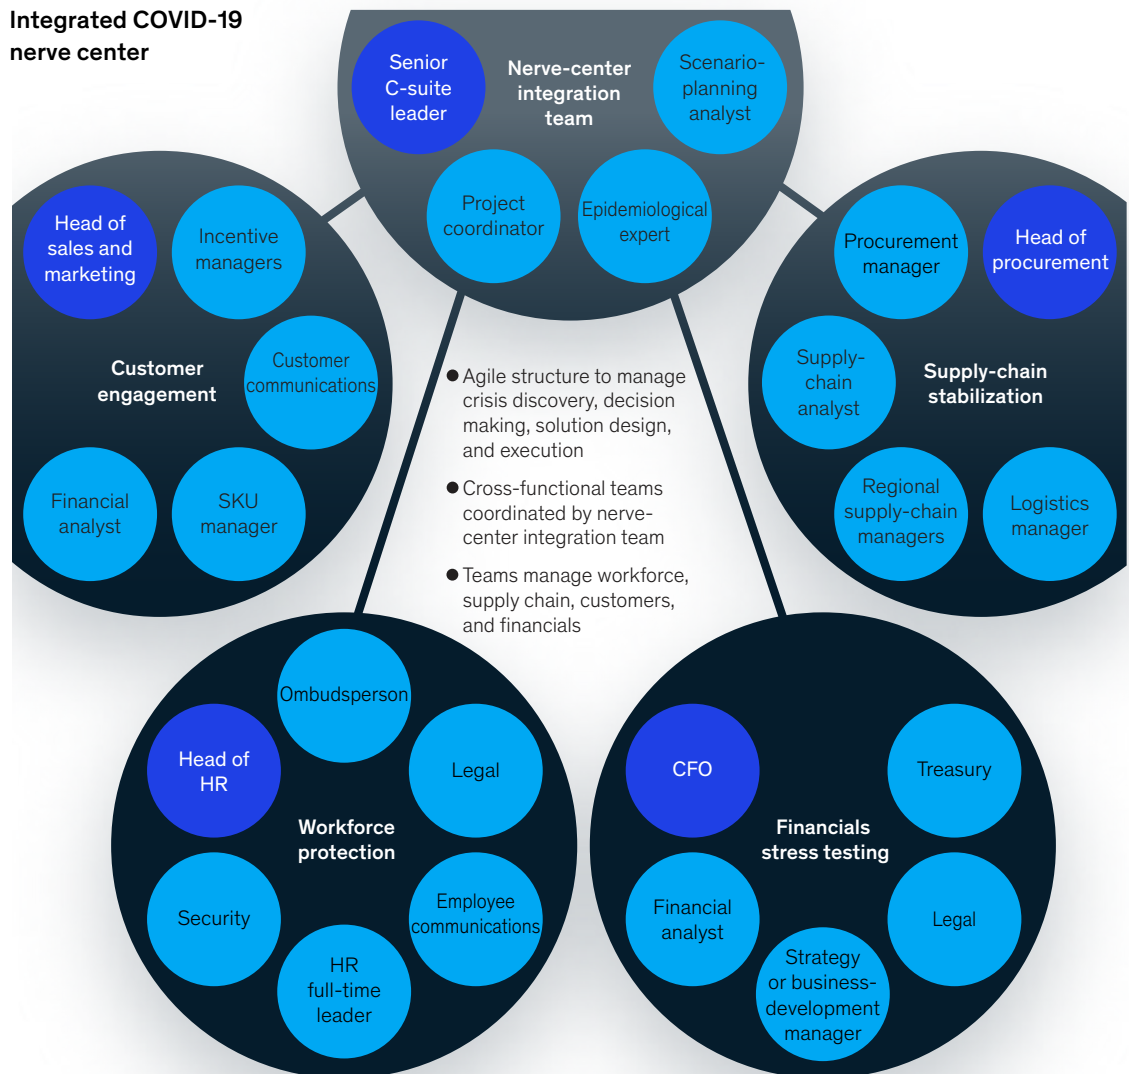 Integrated COVID-19
nerve center
Senior
C-suite
leader
Nerve-center
integration
team
Scenario-
planning
analyst
Project
coordinator
Epidemiological
expert
Head of
sales and
marketing
Incentive
managers
Customer
engagement
Customer
communications
Financial
analyst
SKU
manager
Procurement
manager
Head of
procurement
Supply-
chain
analyst
Supply-chain
stabilization
Regional
supply-chain
managers
Logistics
manager
● Agile structure to manage
crisis discovery, decision
making, solution design,
and execution
● Cross-functional teams
coordinated by nerve-
center integration team
● Teams manage workforce,
supply chain, customers,
and financials
Ombudsperson
Head of
HR
Legal
Workforce
protection
Security
Employee
communications
HR
full-time
leader
CFO
Treasury
Financials
stress testing
Financial
analyst
Legal
Strategy
or business-
development
manager